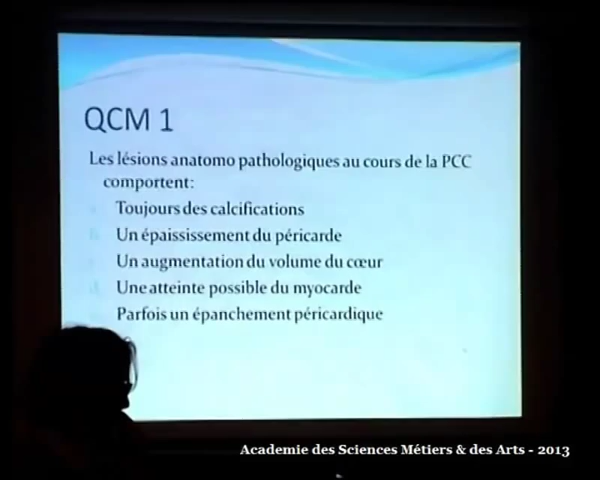 QCM 1
Les lésions anatomo pathologiques au cours de la PCC
comportent:
Toujours des calcifications
Un épaississement du péricarde
Un augmentation du volume du cœur
d. Une atteinte possible du myocarde
Parfois un épanchement péricardique
Academie des Sciences Métiers & des Arts - 2013